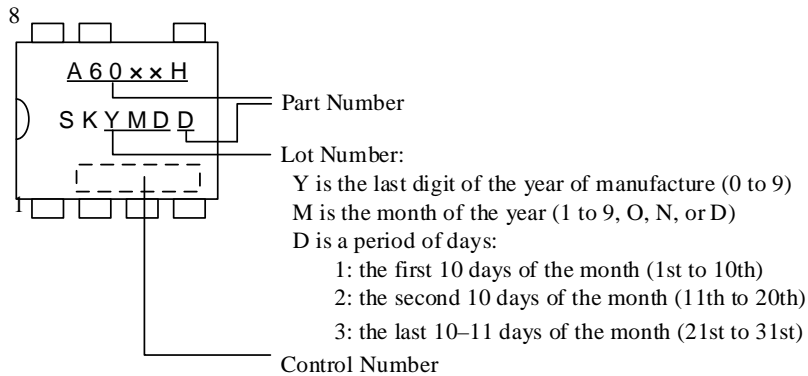 8
A60××H
Part Number
SKYMDD
Lot Number:
Y is the last digit of the year of manufacture (0 to 9)
M is the month of the year (1 to 9, O, N, or D)
D is a period of days:
1: the first 10 days of the month (1st to 10th)
2: the second 10 days of the month (11th to 20th)
3: the last 10–11 days of the month (21st to 31st)
1
Control Number